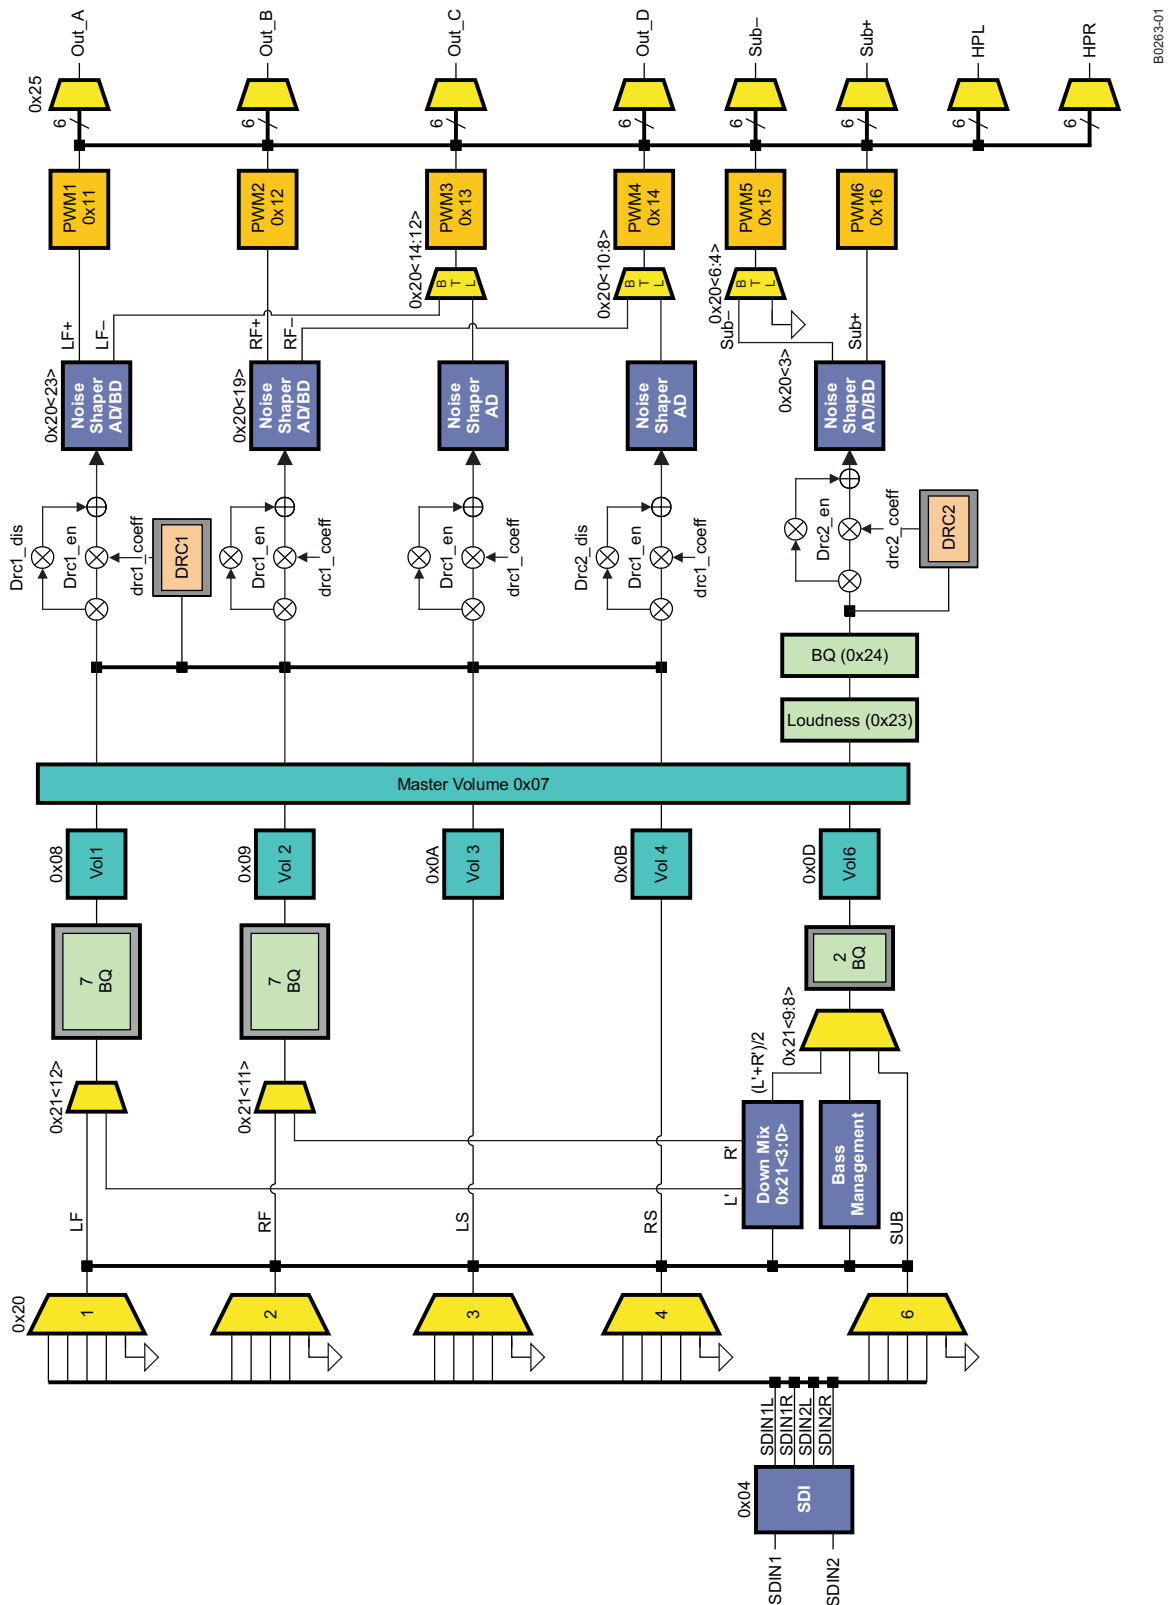 B0263-01
0x25
Out_A
Out_B
Out_C
Out_D
Sub–
Sub+
HPL
HPR
6
6
6
6
6
6
6
6
PWM1
0x11
PWM2
0x12
PWM3
0x13
PWM4
0x14
PWM5
0x15
PWM6
0x16
0x20<14:12>
B
T
L
0x20<10:8>
B
T
L
0x20<6:4>
B
T
L
LF+
LF–
RF+
RF–
Sub–
Sub+
0x20<23>
Noise
Shaper
AD/BD
0x20<19>
Noise
Shaper
AD/BD
Noise
Shaper
AD
Noise
Shaper
AD
0x20<3>
Noise
Shaper
AD/BD
Drc1_dis
Drc1_en
drc1_coeff
DRC1
Drc1_en
drc1_coeff
Drc1_en
drc1_coeff
Drc2_dis
Drc1_en
drc1_coeff
Drc2_en
drc2_coeff
DRC2
BQ (0x24)
Loudness (0x23)
Master Volume 0x07
0x08
Vol1
0x09
Vol 2
0x0A
Vol 3
0x0B
Vol 4
0x0D
Vol6
7
BQ
7
BQ
2
BQ
0x21<12>
0x21<11>
0x21<9:8>
(L'+R')/2
Down Mix
0x21<3:0>
Bass
Management
L'
R'
LF
RF
LS
RS
SUB
0x20
1
2
3
4
6
SDIN1L
SDIN1R
SDIN2L
SDIN2R
0x04
SDI
SDIN1
SDIN2